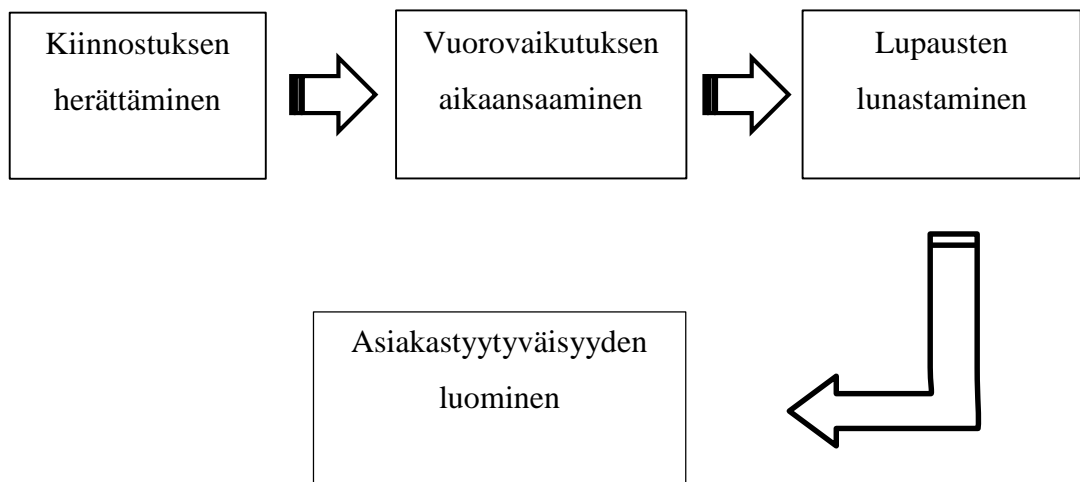 Kiinnostuksen
herättäminen
Vuorovaikutuksen
aikaansaaminen
Lupausten
lunastaminen
Asiakastyytyväisyyden
luominen